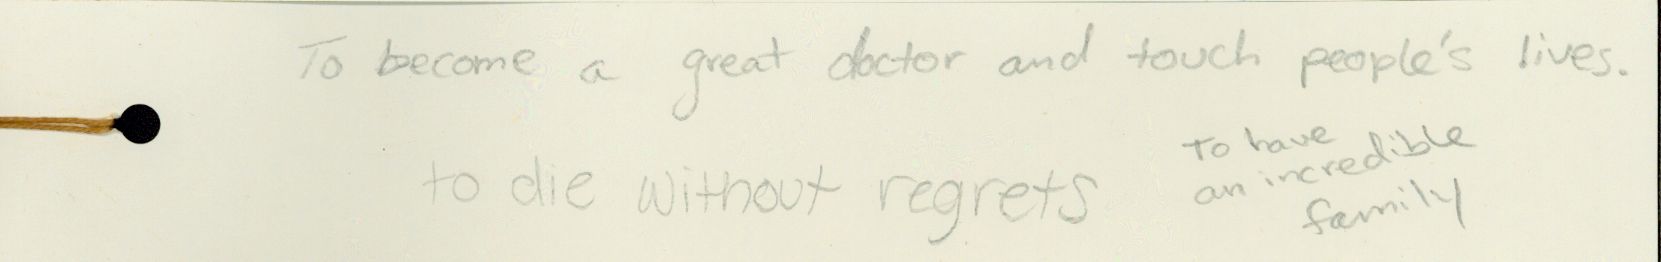 To become a great doctor and touch people's lives.
to die without regrets
To have
an incredible
family